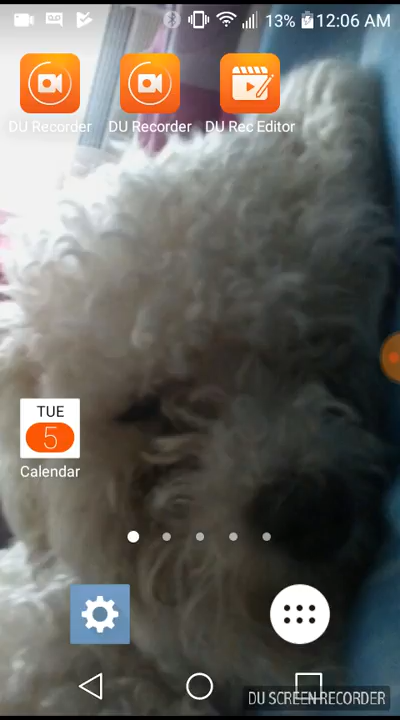 13% 12:06 AM
DU Recorder DU Recorder DU Rec Editor
TUE
5
Calendar
DU SCREEN RECORDER